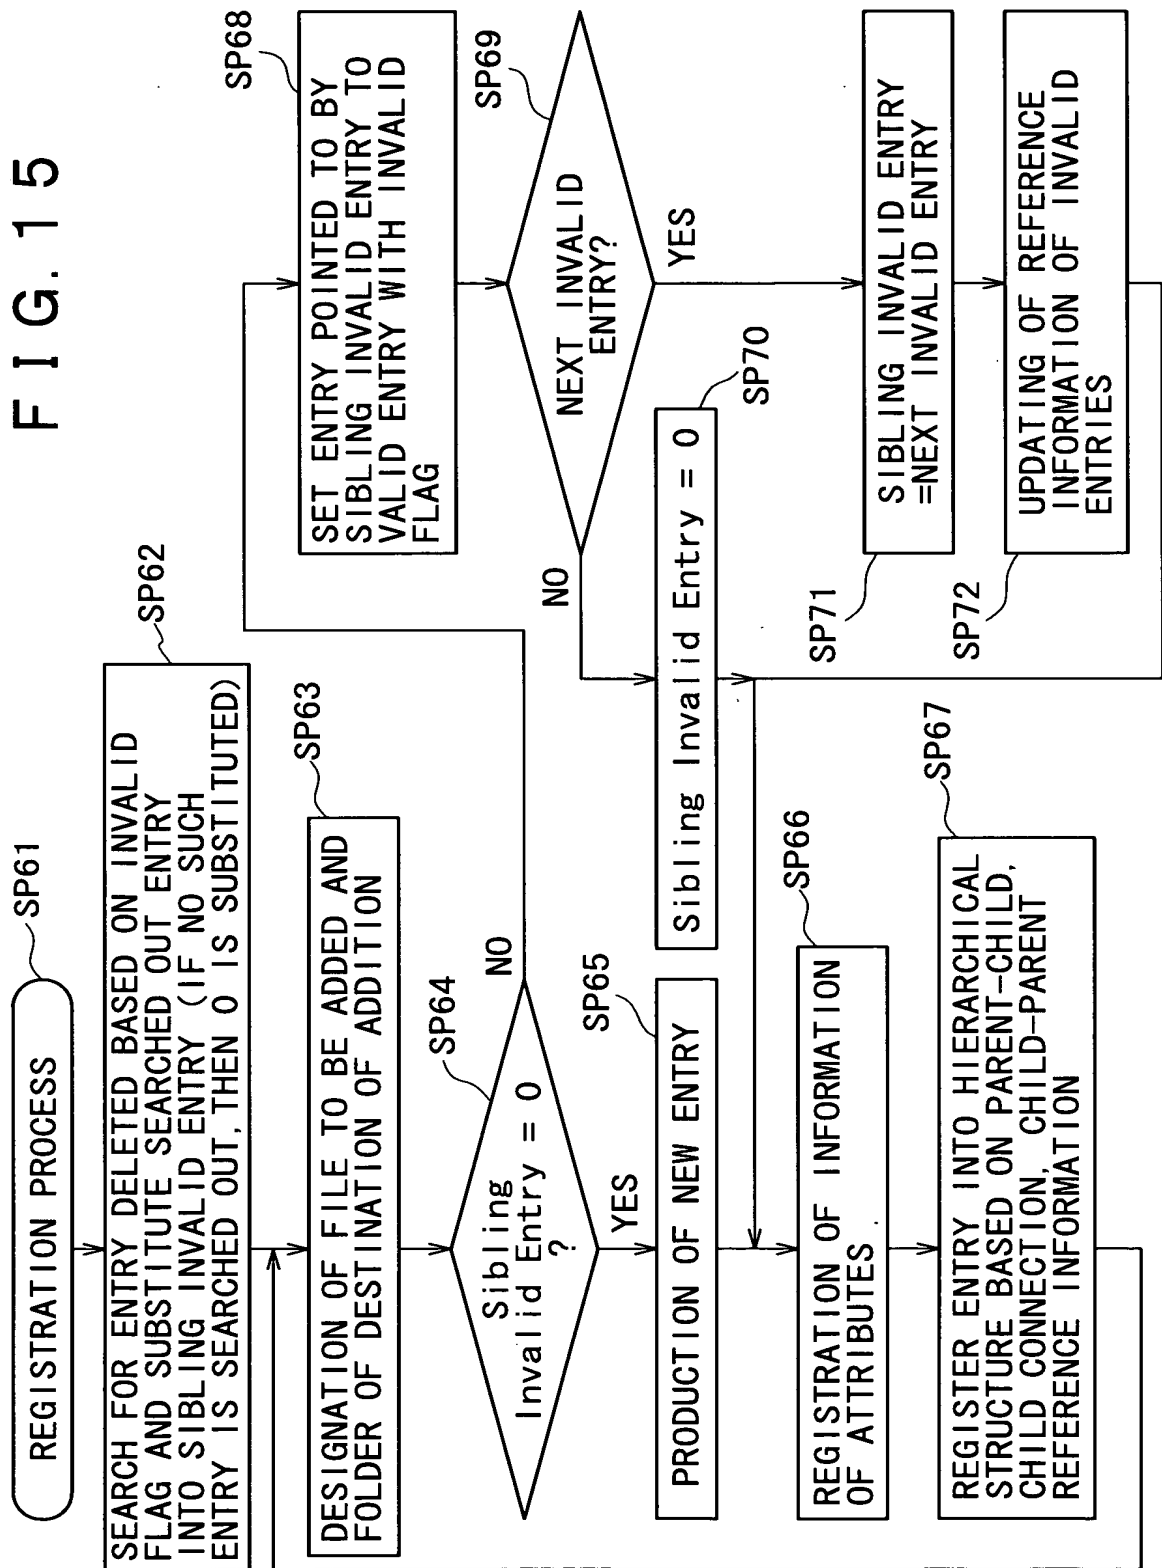 FIG. 15
REGISTRATION PROCESS
SP61
SEARCH FOR ENTRY DELETED BASED ON INVALID
FLAG AND SUBSTITUTE SEARCHED OUT ENTRY
INTO SIBLING INVALID ENTRY (IF NO SUCH
ENTRY IS SEARCHED OUT, THEN 0 IS SUBSTITUTED)
SP62
DESIGNATION OF FILE TO BE ADDED AND
FOLDER OF DESTINATION OF ADDITION
SP63
Sibling
Invalid Entry = 0
?
SP64
NO
YES
PRODUCTION OF NEW ENTRY
SP65
REGISTRATION OF INFORMATION
OF ATTRIBUTES
SP66
REGISTER ENTRY INTO HIERARCHICAL
STRUCTURE BASED ON PARENT-CHILD,
CHILD CONNECTION, CHILD-PARENT
REFERENCE INFORMATION
SP67
SET ENTRY POINTED TO BY
SIBLING INVALID ENTRY TO
VALID ENTRY WITH INVALID
FLAG
SP68
NEXT INVALID
ENTRY?
SP69
NO
YES
Sibling Invalid Entry = 0
SP70
SIBLING INVALID ENTRY
=NEXT INVALID ENTRY
SP71
UPDATING OF REFERENCE
INFORMATION OF INVALID
ENTRIES
SP72